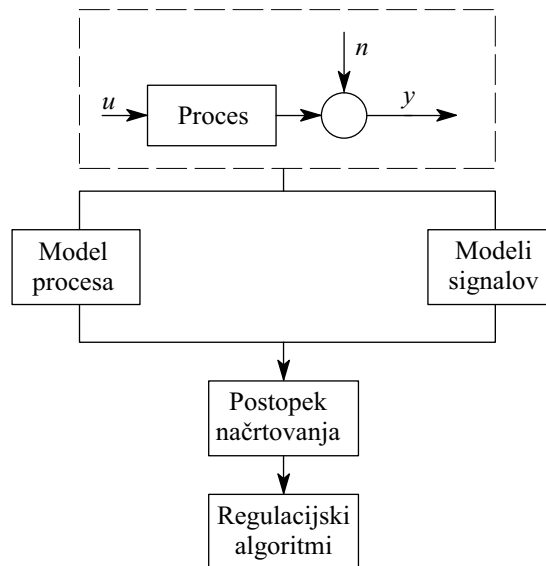 n
u
Proces
y
Model
procesa
Modeli
signalov
Postopek
načrtovanja
Regulacijski
algoritmi